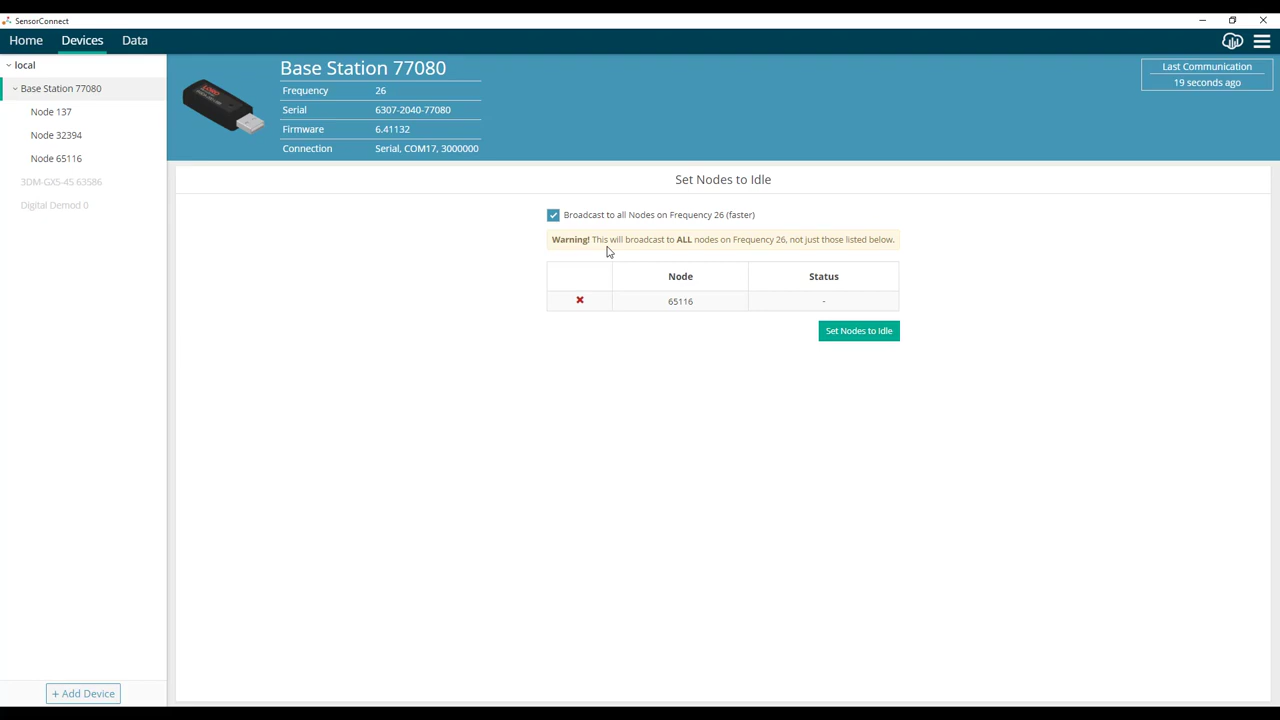 SensorConnect
Home Devices Data
local
Base Station 77080
Node 137
Node 32394
Node 65116
3DM-GX5-45 63586
Digital Demod 0
+ Add Device
Base Station 77080
Frequency 26
Serial 6307-2040-77080
Firmware 6.41132
Connection Serial, COM17, 3000000
Last Communication
19 seconds ago
Set Nodes to Idle
Broadcast to all Nodes on Frequency 26 (faster)
Warning! This will broadcast to ALL nodes on Frequency 26, not just those listed below.
Node Status
65116 -
Set Nodes to Idle